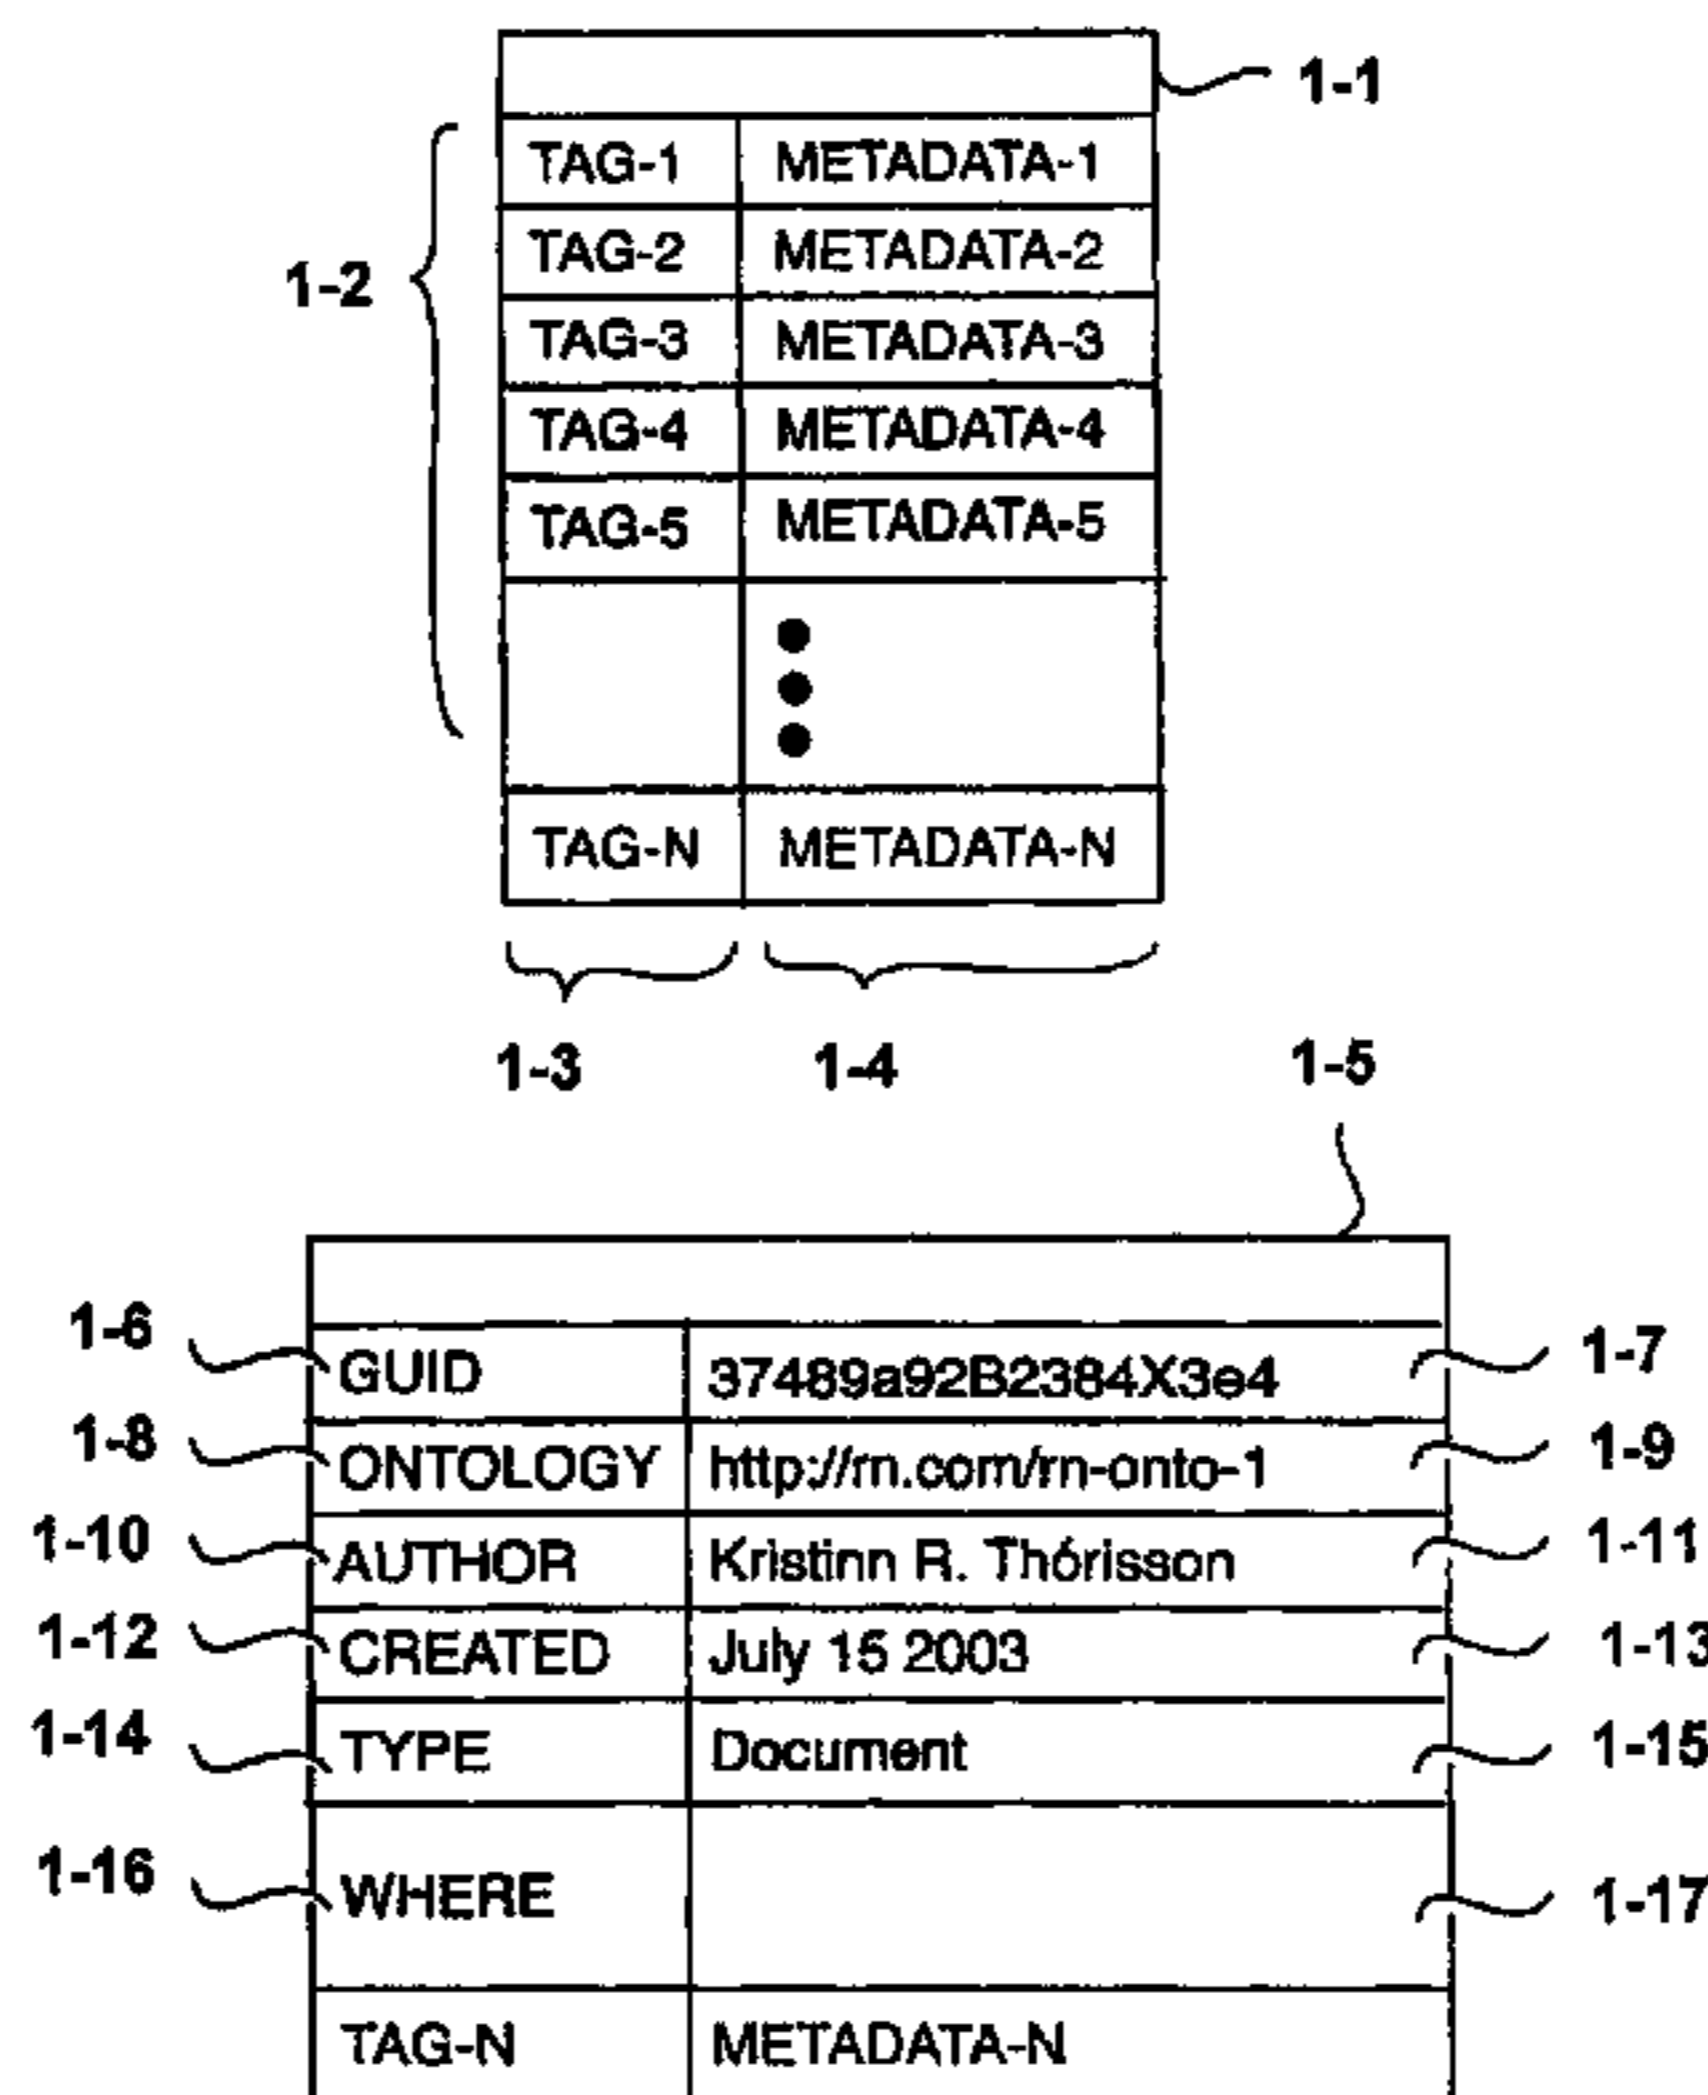 1-1
TAG-1 METADATA-1
TAG-2 METADATA-2
1-2
TAG-3 METADATA-3
TAG-4 METADATA-4
TAG-5 METADATA-5
TAG-N METADATA-N
1-3 1-4
1-5
1-6 GUID 37489a92B2384X3e4 1-7
1-8 ONTOLOGY http://rn.com/rn-onto-1 1-9
1-10 AUTHOR Kristinn R. Thórisson 1-11
1-12 CREATED July 15 2003 1-13
1-14 TYPE Document 1-15
1-16 WHERE 1-17
TAG-N METADATA-N